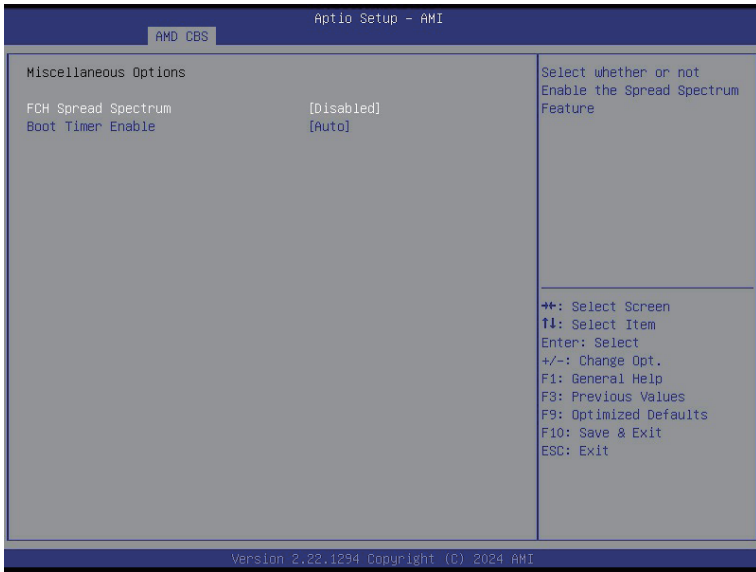 Aptio Setup – AMI
AMD CBS
Miscellaneous Options
FCH Spread Spectrum [Disabled]
Boot Timer Enable [Auto]
Select whether or not
Enable the Spread Spectrum
Feature
→←: Select Screen
↑↓: Select Item
Enter: Select
+/-: Change Opt.
F1: General Help
F3: Previous Values
F9: Optimized Defaults
F10: Save & Exit
ESC: Exit
Version 2.22.1294 Copyright (C) 2024 AMI